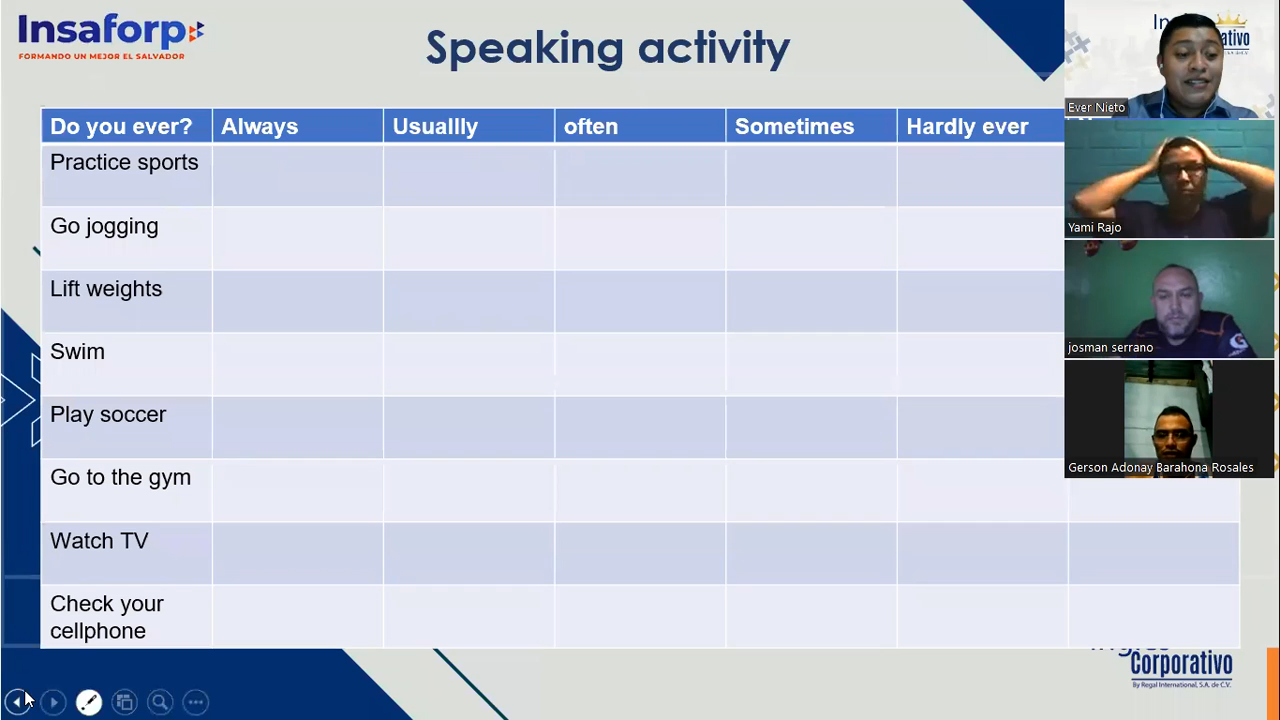 Insaforp
FORMANDO UN MEJOR EL SALVADOR
Speaking activity
Do you ever? Always Usuallly often Sometimes Hardly ever
Practice sports
Go jogging
Lift weights
Swim
Play soccer
Go to the gym
Watch TV
Check your
cellphone
Ever Nieto
Yami Rajo
josman serrano
Gerson Adonay Barahona Rosales
Corporativo
By Regal International, S.A. de C.V.